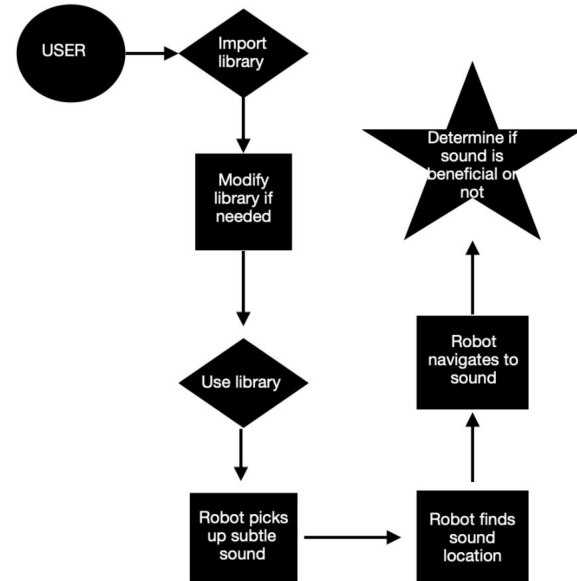 USER
Import
library
Modify
library if
needed
Use library
Robot picks
up subtle
sound
Robot finds
sound
location
Robot
navigates to
sound
Determine if
sound is
beneficial or
not